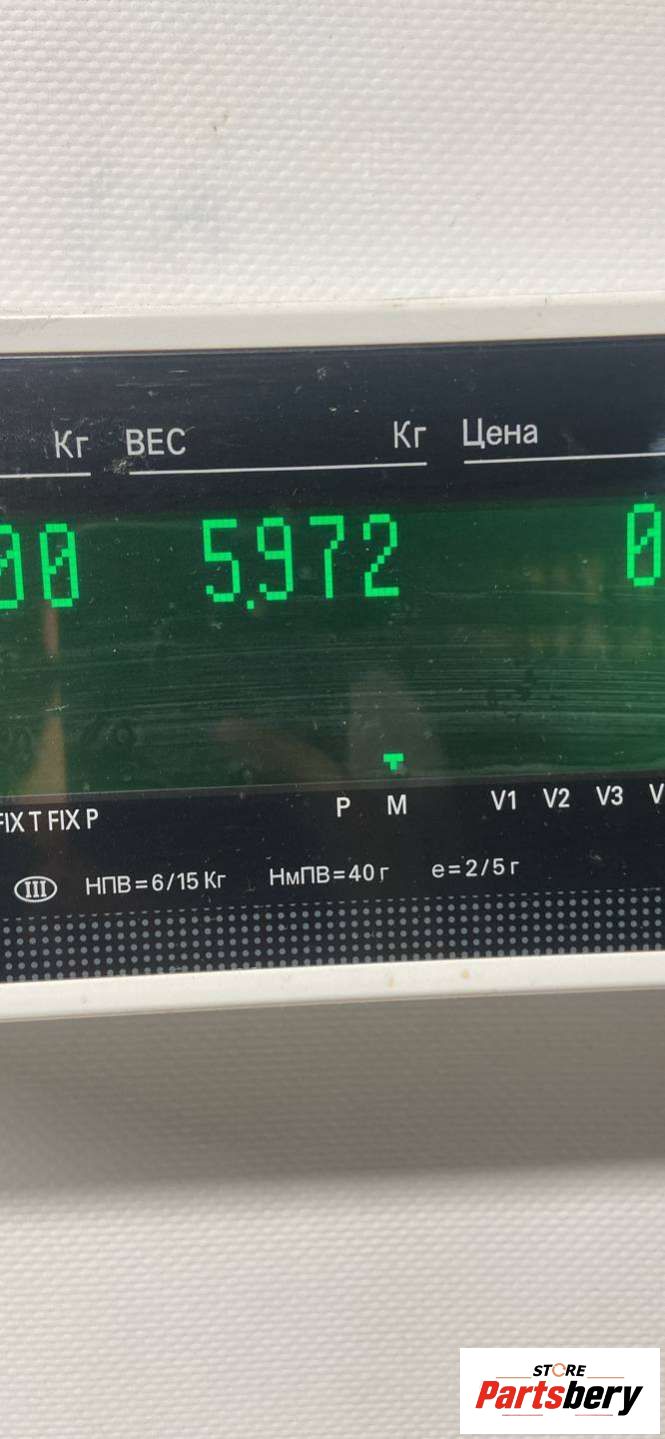 Кг ВЕС Кг Цена
00 5.972 0
FIX T FIX P P M V1 V2 V3 V
III НПВ=6/15 Кг НмПВ=40 г e=2/5 г
STORE
Partsbery